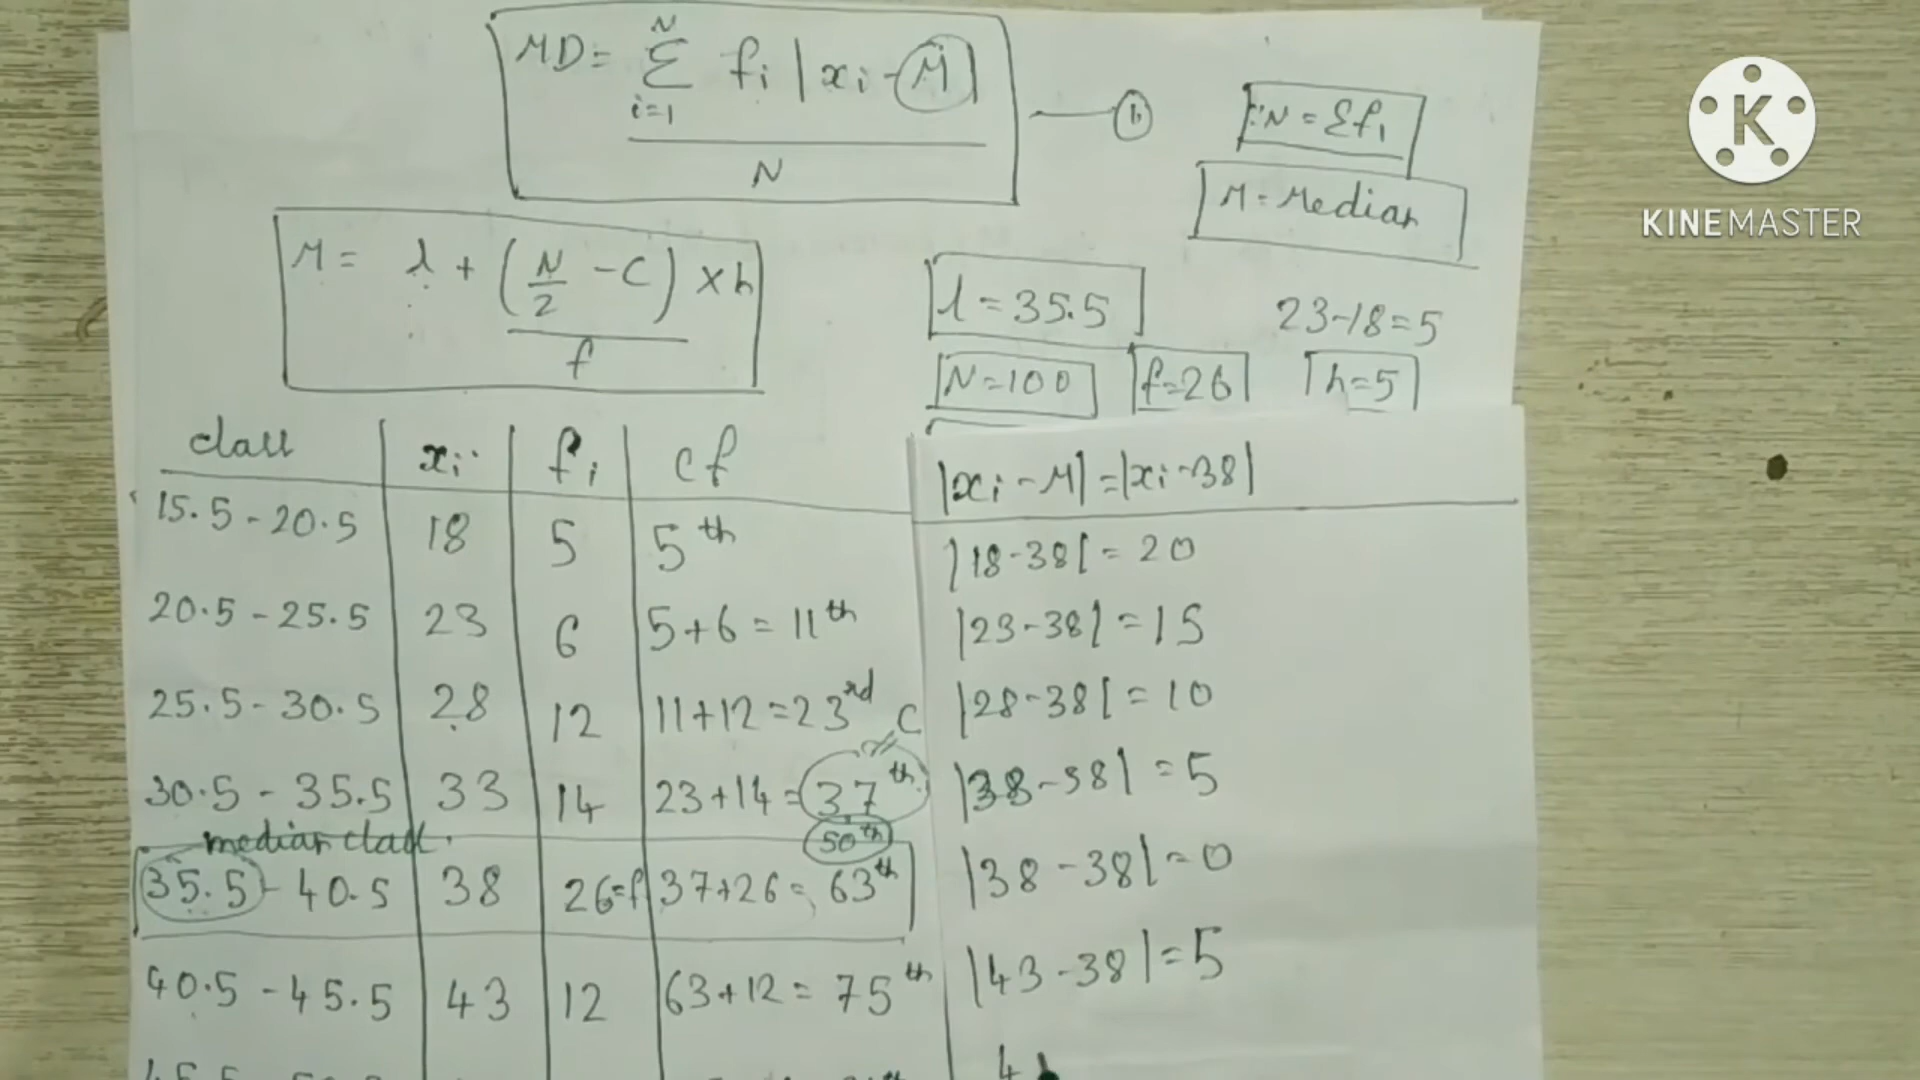 MD = N Σ i=1 fi |xi - M|
N
1
∵ N = Σfi
M = Median
KINEMASTER
M = l + (N/2 - C) × h
f
l = 35.5
23-18=5
N=100
f=26
h=5
class xi fi cf |xi - M| = |xi - 38|
15.5 - 20.5 18 5 5th |18-38| = 20
20.5 - 25.5 23 6 5+6 = 11th |23-38| = 15
25.5 - 30.5 28 12 11+12=23rd C |28-38| = 10
30.5 - 35.5 33 14 23+14 = 37th |38-38| = 5
median class. 50th
35.5 - 40.5 38 26=f 37+26 = 63th |38-38| = 0
40.5 - 45.5 43 12 63+12 = 75th |43-38| = 5
4